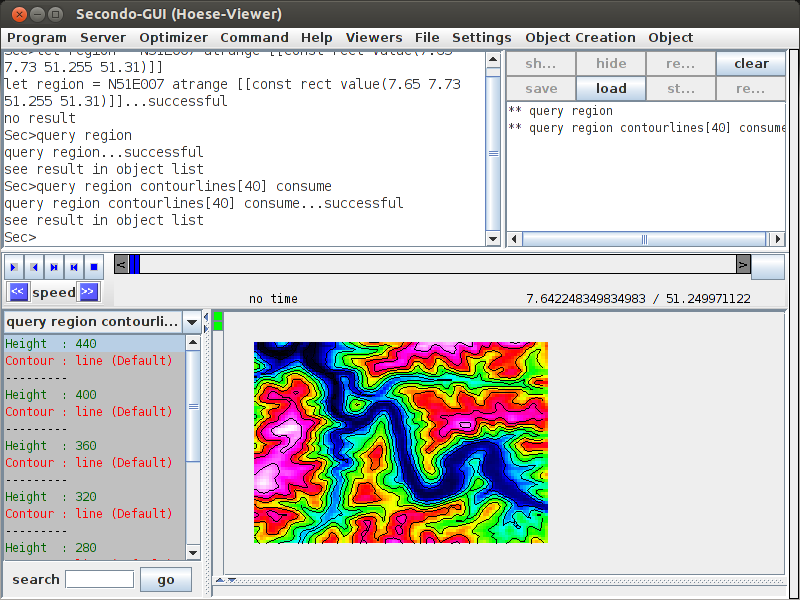 Secondo-GUI (Hoese-Viewer)
Program Server Optimizer Command Help Viewers File Settings Object Creation Object
Sec>let region = N51E007 atrange [[const rect value(7.65
7.73 51.255 51.31)]]
let region = N51E007 atrange [[const rect value(7.65 7.73
51.255 51.31)]]...successful
no result
Sec>query region
query region...successful
see result in object list
Sec>query region contourlines[40] consume
query region contourlines[40] consume...successful
see result in object list
Sec>
sh... hide re... clear
save load st... re...
** query region
** query region contourlines[40] consume
< >
<< speed >>
no time 7.642248349834983 / 51.249971122
query region contourli...
Height : 440
Contour : line (Default)
---------
Height : 400
Contour : line (Default)
---------
Height : 360
Contour : line (Default)
---------
Height : 320
Contour : line (Default)
---------
Height : 280
search go